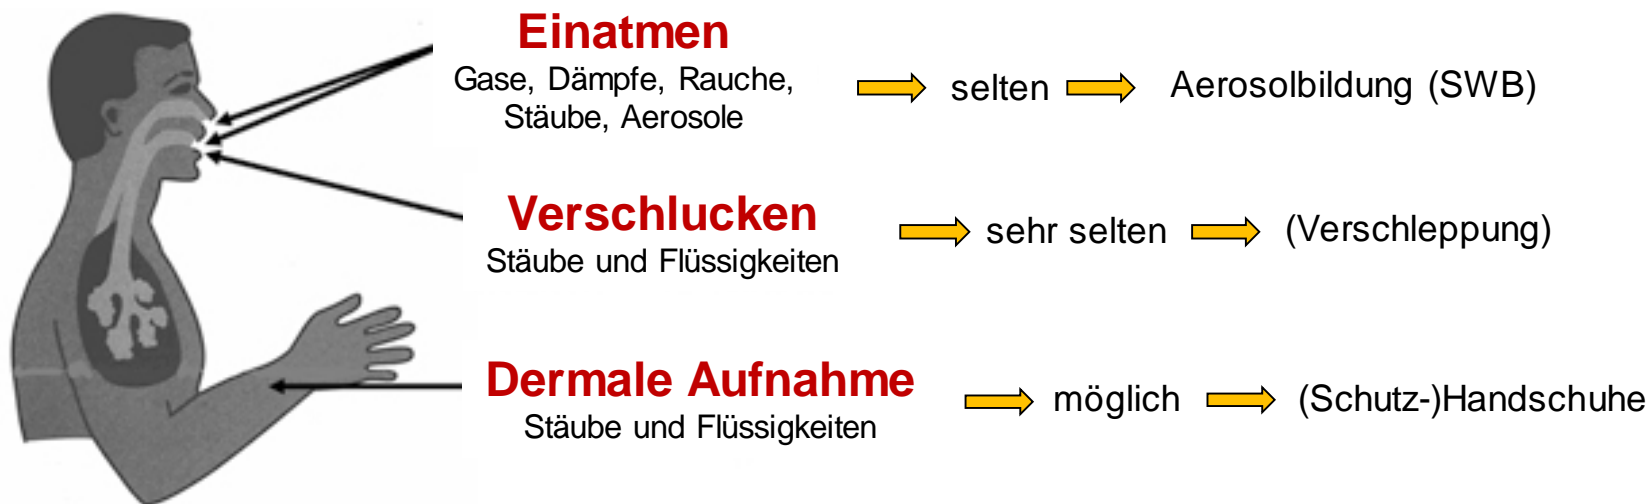 Einatmen
Gase, Dämpfe, Rauche,
Stäube, Aerosole
selten
Aerosolbildung (SWB)
Verschlucken
Stäube und Flüssigkeiten
sehr selten
(Verschleppung)
Dermale Aufnahme
Stäube und Flüssigkeiten
möglich
(Schutz-)Handschuhe